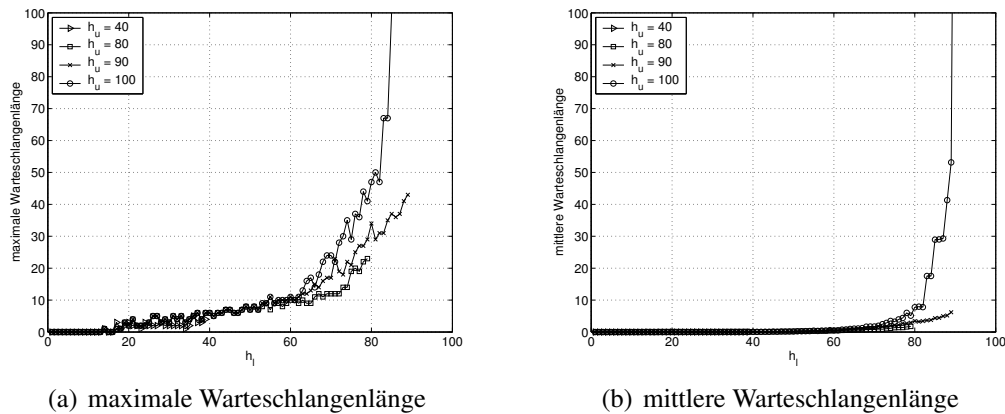 100
90
80
70
60
50
40
30
20
10
0
maximale Warteschlangenlänge
h_u = 40
h_u = 80
h_u = 90
h_u = 100
0 20 40 60 80 100
h_l
(a) maximale Warteschlangenlänge
100
90
80
70
60
50
40
30
20
10
0
mittlere Warteschlangenlänge
h_u = 40
h_u = 80
h_u = 90
h_u = 100
0 20 40 60 80 100
h_l
(b) mittlere Warteschlangenlänge